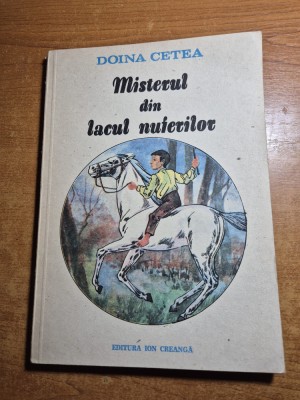 DOINA CETEA
Misterul
din
lacul nuferilor
EDITURA ION CREANGĂ